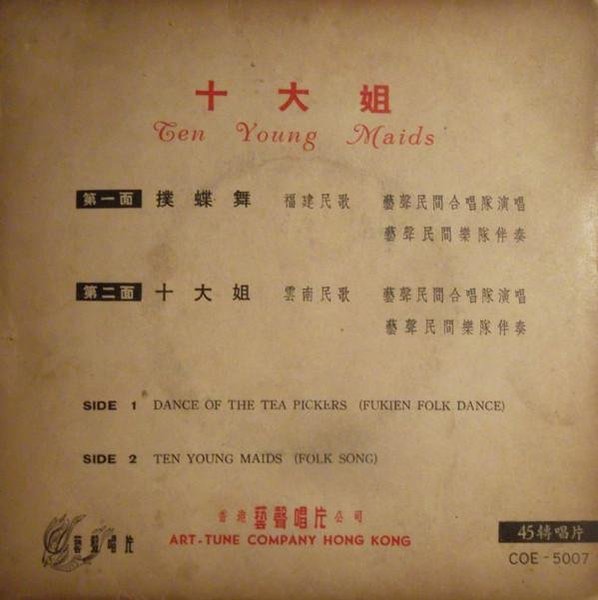 十大姐
Ten Young Maids
第一面 撲蝶舞 福建民歌 藝聲民間合唱隊演唱
藝聲民間樂隊伴奏
第二面 十大姐 雲南民歌 藝聲民間合唱隊演唱
藝聲民間樂隊伴奏
SIDE 1 DANCE OF THE TEA PICKERS (FUKIEN FOLK DANCE)
SIDE 2 TEN YOUNG MAIDS (FOLK SONG)
香港藝聲唱片公司
ART-TUNE COMPANY HONG KONG
藝聲唱片
45轉唱片
COE-5007